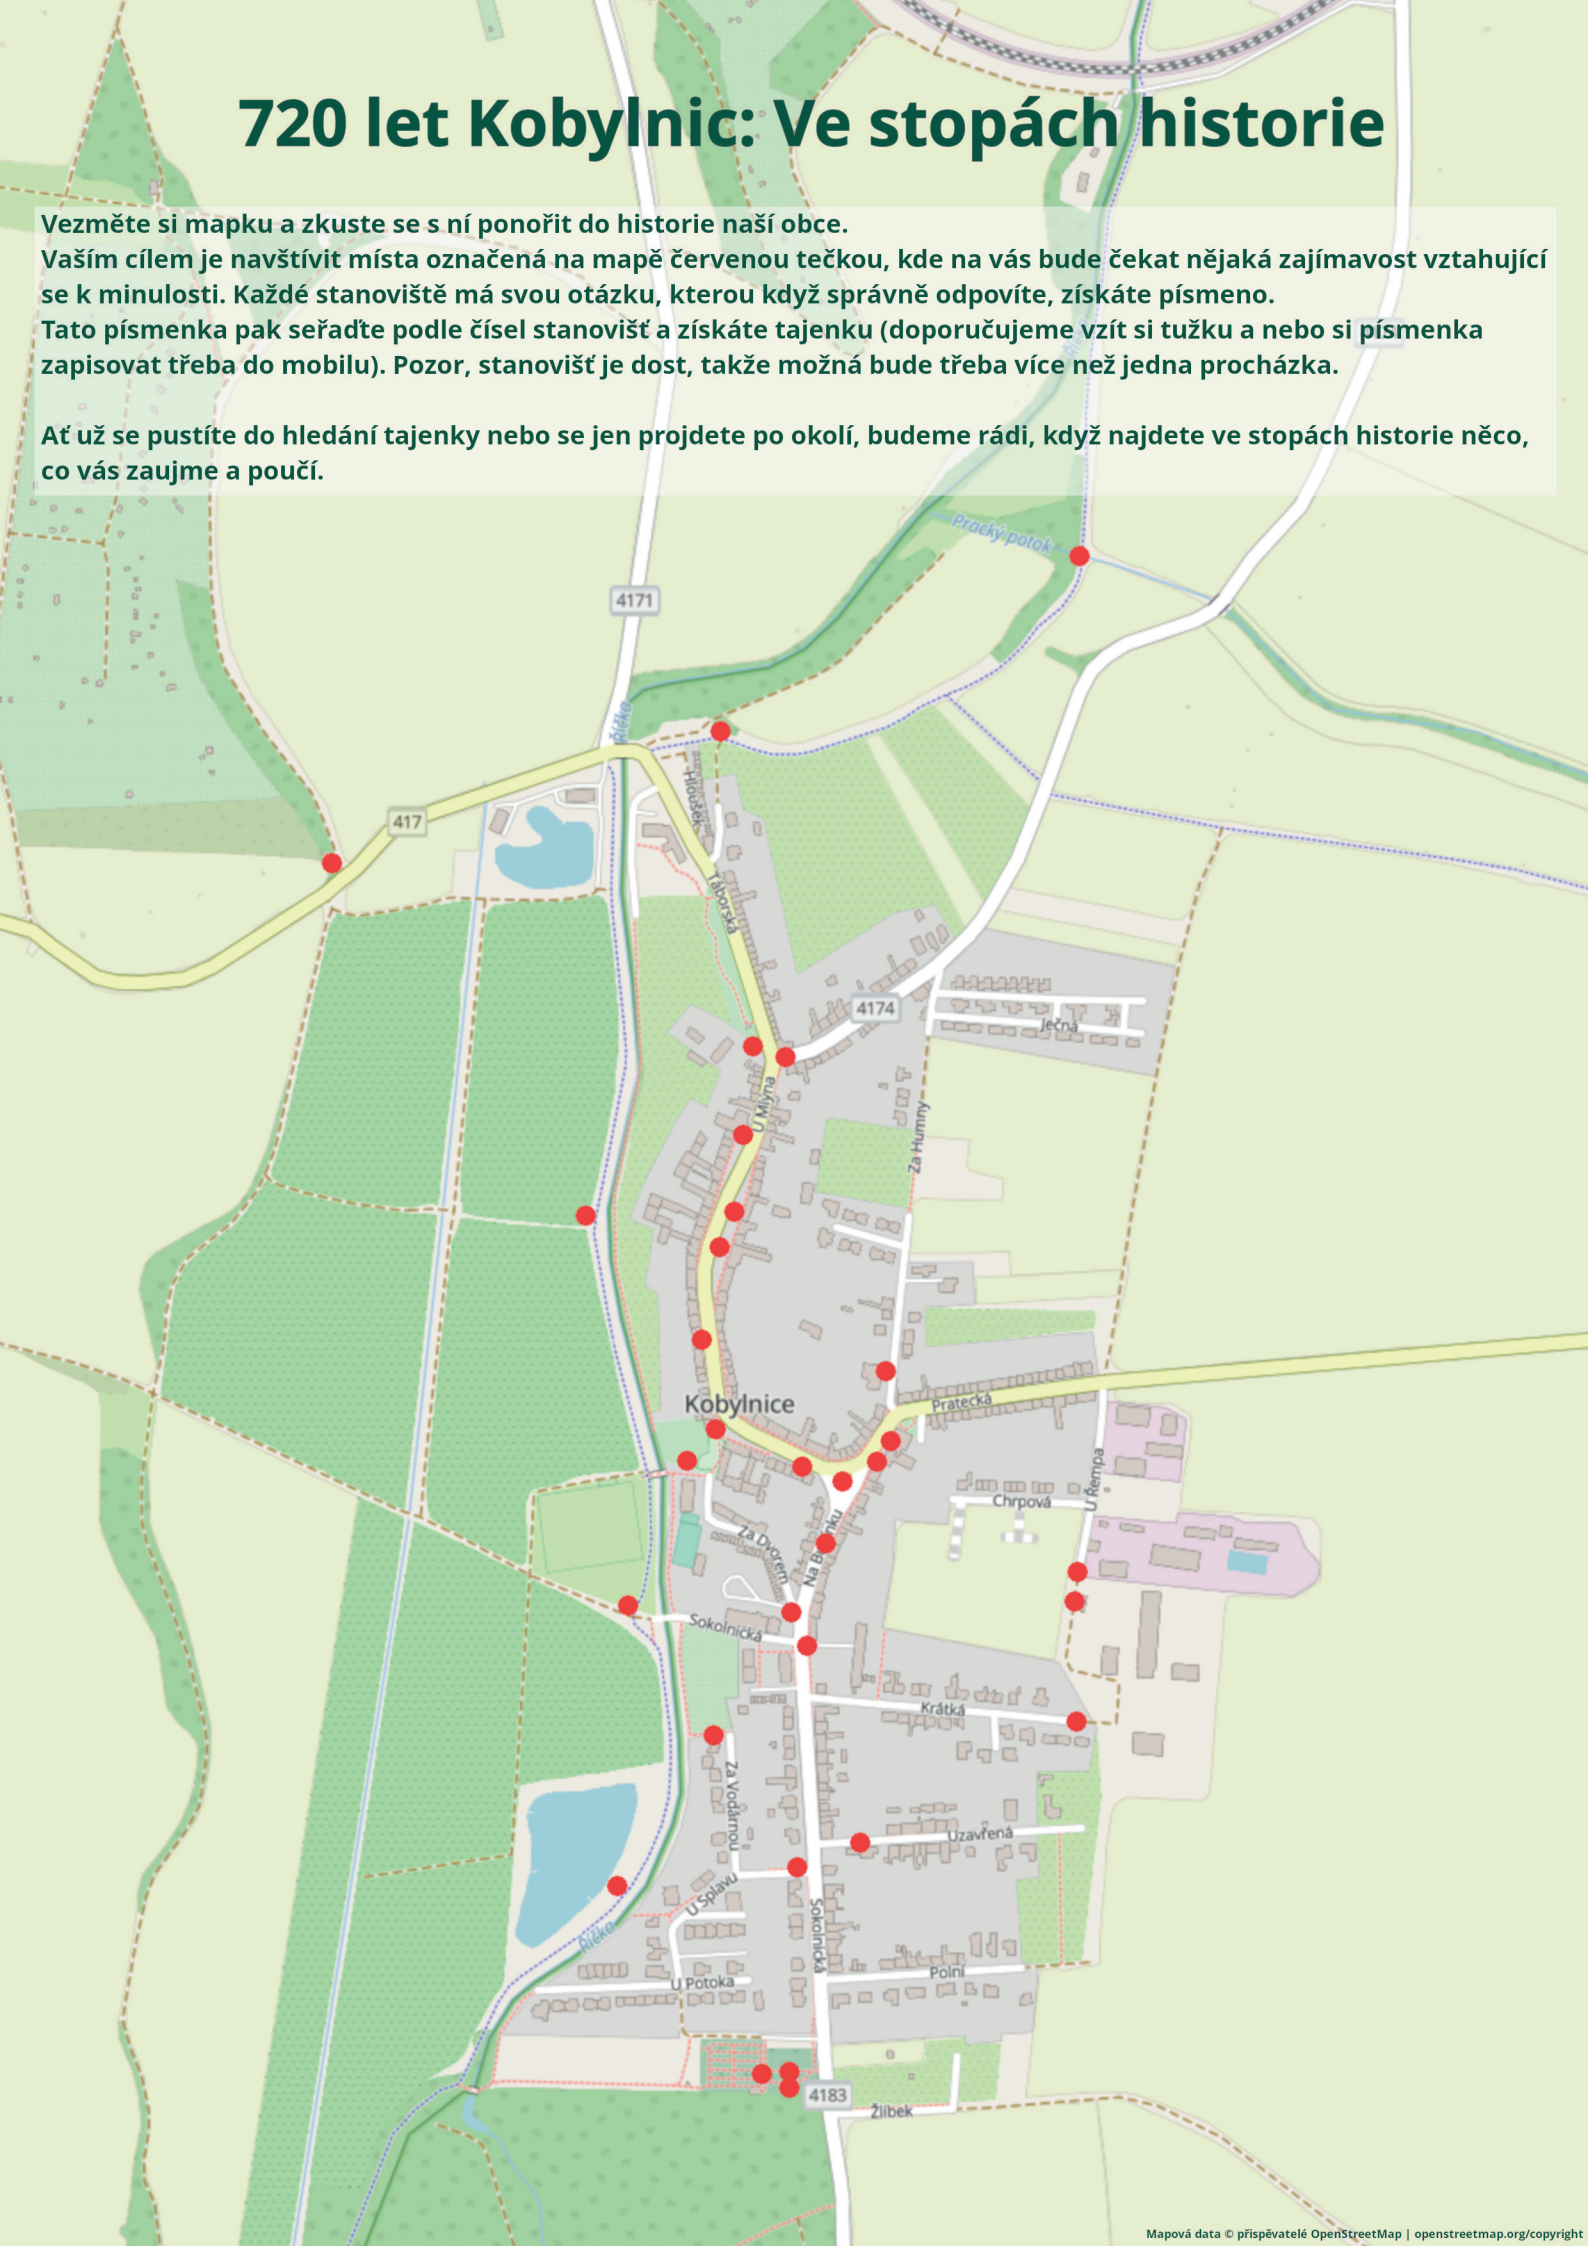 720 let Kobylnic: Ve stopách historie
Vezměte si mapku a zkuste se s ní ponořit do historie naší obce.
Vaším cílem je navštívit místa označená na mapě červenou tečkou, kde na vás bude čekat nějaká zajímavost vztahující
se k minulosti. Každé stanoviště má svou otázku, kterou když správně odpovíte, získáte písmeno.
Tato písmenka pak seřaďte podle čísel stanovišť a získáte tajenku (doporučujeme vzít si tužku a nebo si písmenka
zapisovat třeba do mobilu). Pozor, stanovišť je dost, takže možná bude třeba více než jedna procházka.
Ať už se pustíte do hledání tajenky nebo se jen projdete po okolí, budeme rádi, když najdete ve stopách historie něco,
co vás zaujme a poučí.
Pracký potok
4171
Říčka
Hloušek
417
Táborská
4174
Ječná
U Mlýna
Za Humny
Kobylnice
Pratecká
U Řempa
Chrpová
Za Dvorem
Na
Sokolnická
Krátká
Za Vodárnou
Uzavřená
U Splavu
Sokolnická
Říčka
Polní
U Potoka
4183
Žlíbek
Mapová data © přispěvatelé OpenStreetMap | openstreetmap.org/copyright